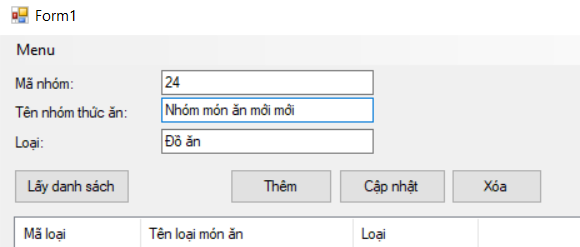 Form1
Menu
Mã nhóm: 24
Tên nhóm thức ăn: Nhóm món ăn mới mới
Loại: Đồ ăn
Lấy danh sách Thêm Cập nhật Xóa
Mã loại Tên loại món ăn Loại